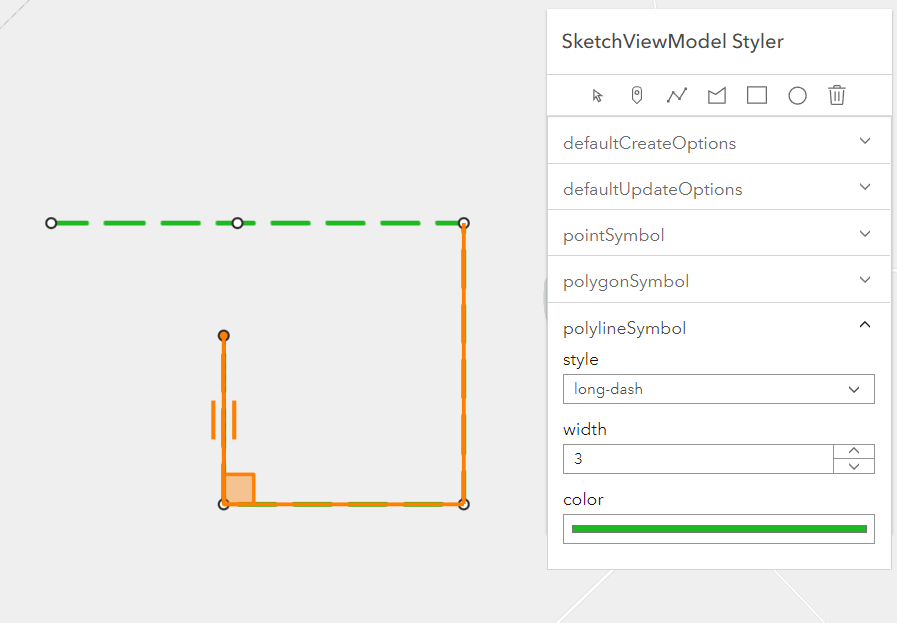 SketchViewModel Styler
defaultCreateOptions
defaultUpdateOptions
pointSymbol
polygonSymbol
polylineSymbol
style
long-dash
width
3
color